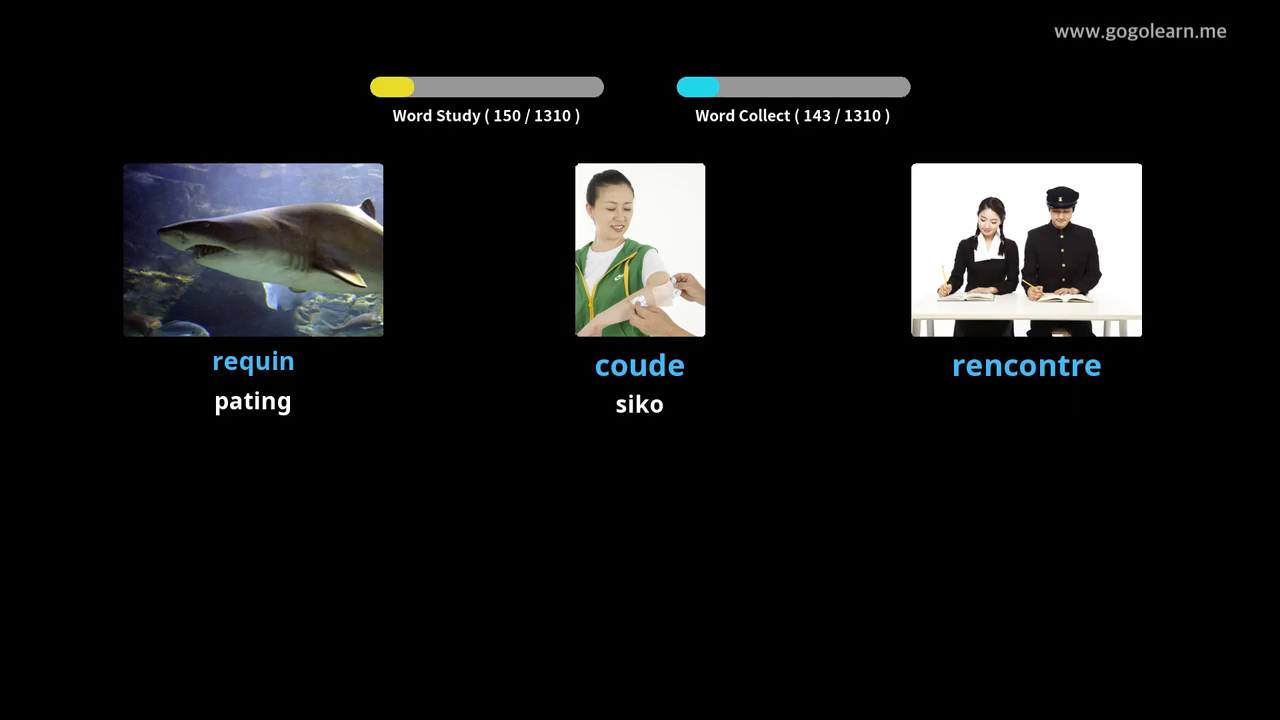 www.gogolearn.me
Word Study ( 150 / 1310 )
Word Collect ( 143 / 1310 )
requin
pating
coude
siko
rencontre